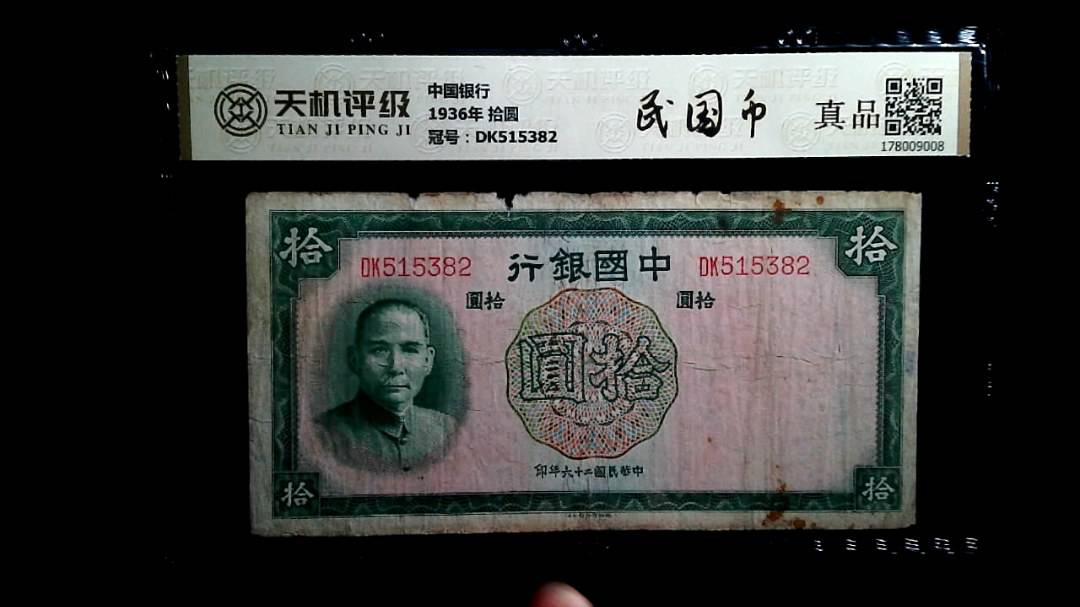 天机评级
TIAN JI PING JI
中国银行
1936年 拾圆
冠号：DK515382
民国币
真品
178009008
拾
拾
DK515382
行銀國中
DK515382
圓拾
圓拾
圓拾
印年六十二國民華中
拾
拾